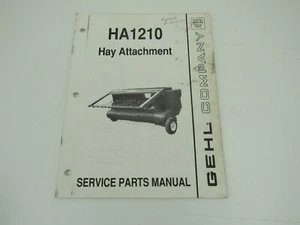 HA1210
Hay Attachment
GEHL COMPANY
SERVICE PARTS MANUAL